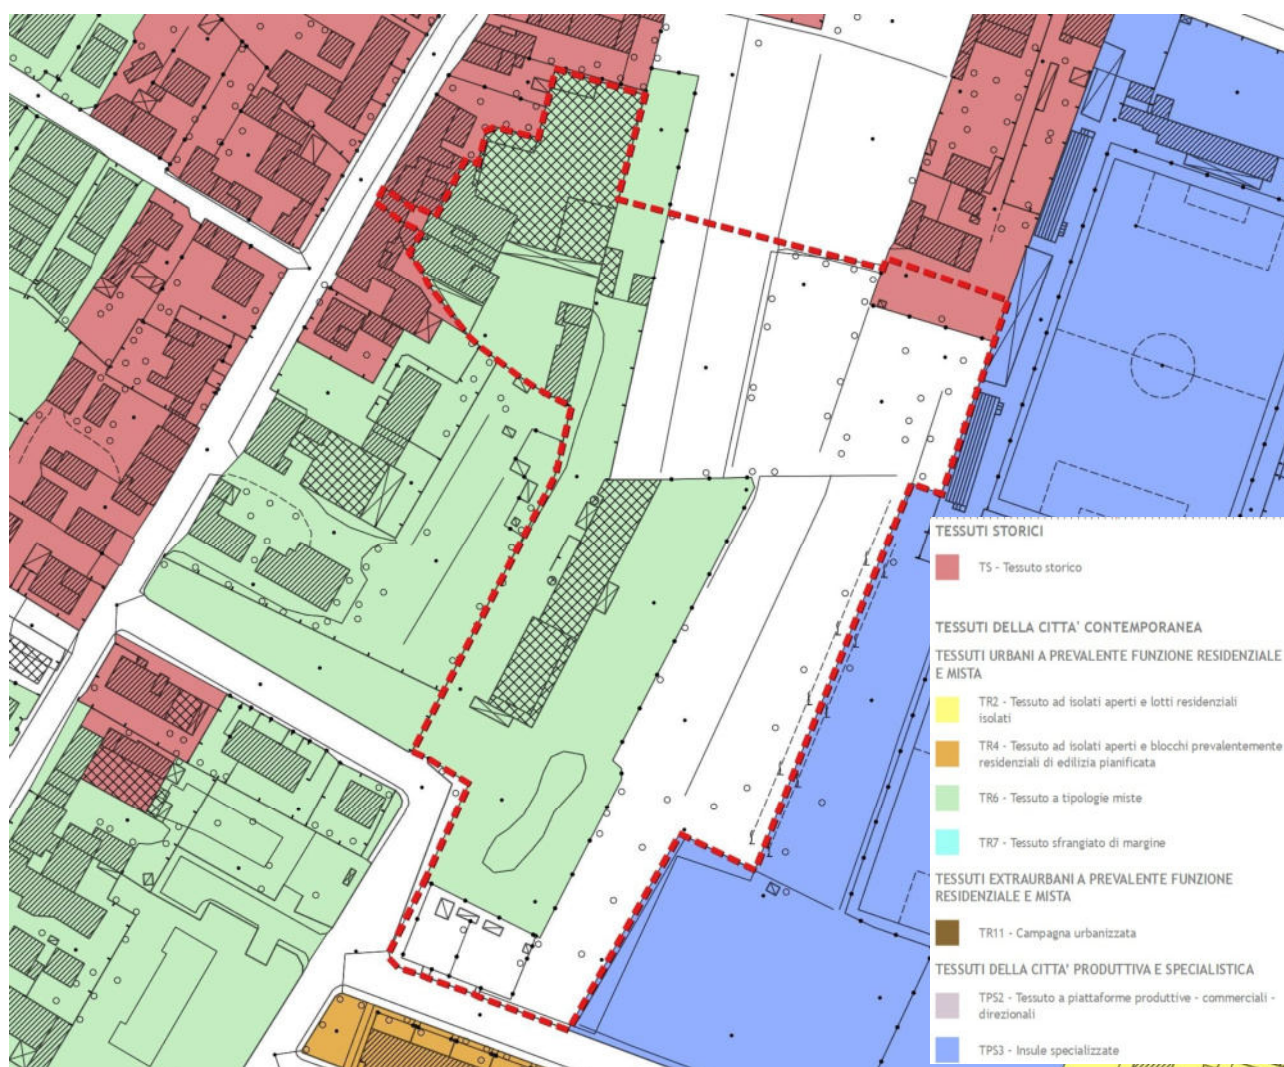 TESSUTI STORICI
TS - Tessuto storico
TESSUTI DELLA CITTA' CONTEMPORANEA
TESSUTI URBANI A PREVALENTE FUNZIONE RESIDENZIALE
E MISTA
TR2 - Tessuto ad isolati aperti e lotti residenziali
isolati
TR4 - Tessuto ad isolati aperti e blocchi prevalentemente
residenziali di edilizia pianificata
TR6 - Tessuto a tipologie miste
TR7 - Tessuto sfrangiato di margine
TESSUTI EXTRAURBANI A PREVALENTE FUNZIONE
RESIDENZIALE E MISTA
TR11 - Campagna urbanizzata
TESSUTI DELLA CITTA' PRODUTTIVA E SPECIALISTICA
TPS2 - Tessuto a piattaforme produttive - commerciali -
direzionali
TPS3 - Insule specializzate